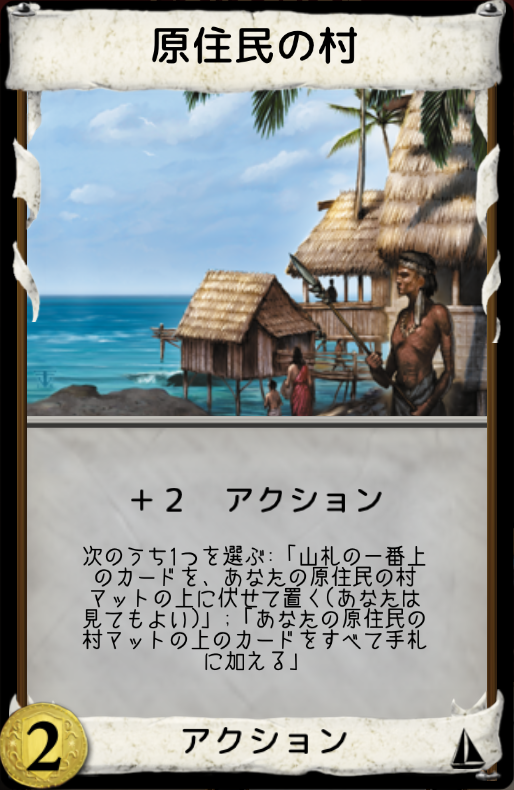 原住民の村
＋２　アクション
次のうち1つを選ぶ:「山札の一番上
のカードを、あなたの原住民の村
マットの上に伏せて置く(あなたは
見てもよい)」;「あなたの原住民の
村マットの上のカードをすべて手札
に加える」
2
アクション